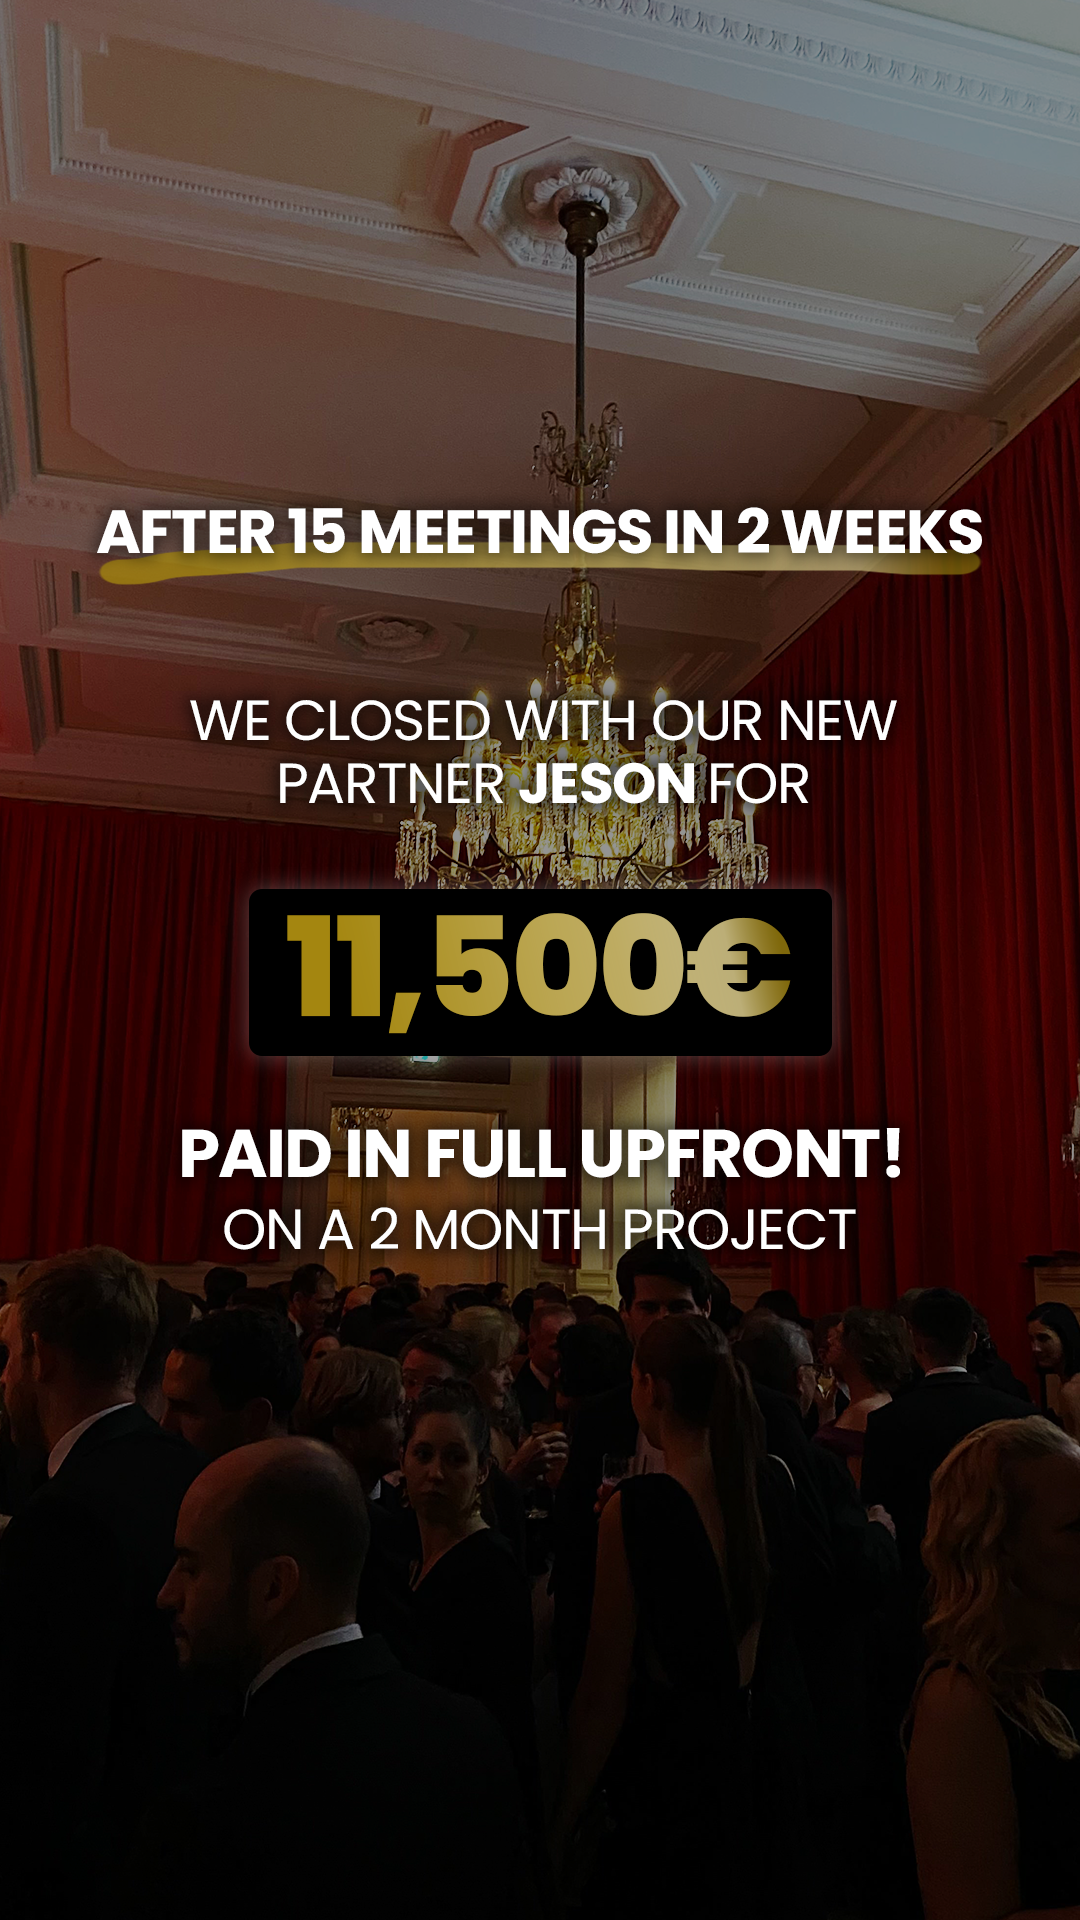 AFTER 15 MEETINGS IN 2 WEEKS
WE CLOSED WITH OUR NEW
PARTNER JESON FOR
11,500€
PAID IN FULL UPFRONT!
ON A 2 MONTH PROJECT